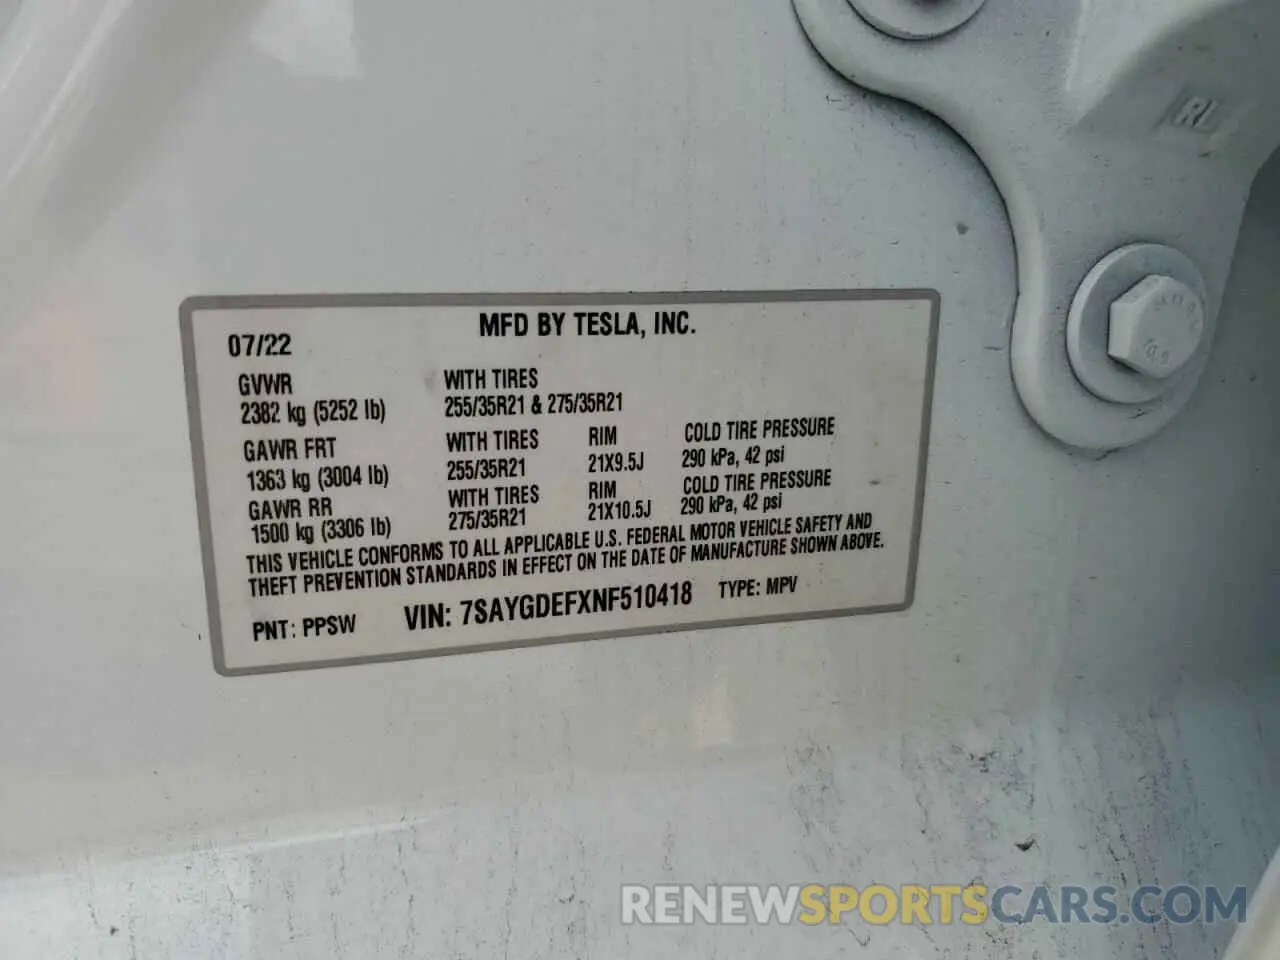 MFD BY TESLA, INC.
07/22
GVWR WITH TIRES
2382 kg (5252 lb) 255/35R21 & 275/35R21
GAWR FRT WITH TIRES RIM COLD TIRE PRESSURE
1363 kg (3004 lb) 255/35R21 21X9.5J 290 kPa, 42 psi
GAWR RR WITH TIRES RIM COLD TIRE PRESSURE
1500 kg (3306 lb) 275/35R21 21X10.5J 290 kPa, 42 psi
THIS VEHICLE CONFORMS TO ALL APPLICABLE U.S. FEDERAL MOTOR VEHICLE SAFETY AND
THEFT PREVENTION STANDARDS IN EFFECT ON THE DATE OF MANUFACTURE SHOWN ABOVE.
PNT: PPSW VIN: 7SAYGDEFXNF510418 TYPE: MPV
RENEWSPORTSCARS.COM